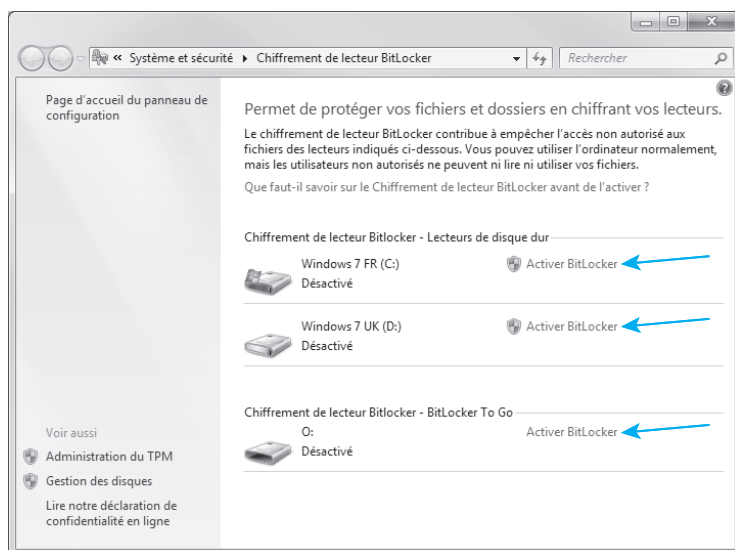 « Système et sécurité ▸ Chiffrement de lecteur BitLocker
Rechercher
Page d'accueil du panneau de
configuration
Permet de protéger vos fichiers et dossiers en chiffrant vos lecteurs.
Le chiffrement de lecteur BitLocker contribue à empêcher l'accès non autorisé aux
fichiers des lecteurs indiqués ci-dessous. Vous pouvez utiliser l'ordinateur normalement,
mais les utilisateurs non autorisés ne peuvent ni lire ni utiliser vos fichiers.
Que faut-il savoir sur le Chiffrement de lecteur BitLocker avant de l'activer ?
Chiffrement de lecteur Bitlocker - Lecteurs de disque dur
Windows 7 FR (C:)
Activer BitLocker
Désactivé
Windows 7 UK (D:)
Activer BitLocker
Désactivé
Chiffrement de lecteur Bitlocker - BitLocker To Go
O:
Activer BitLocker
Désactivé
Voir aussi
Administration du TPM
Gestion des disques
Lire notre déclaration de
confidentialité en ligne